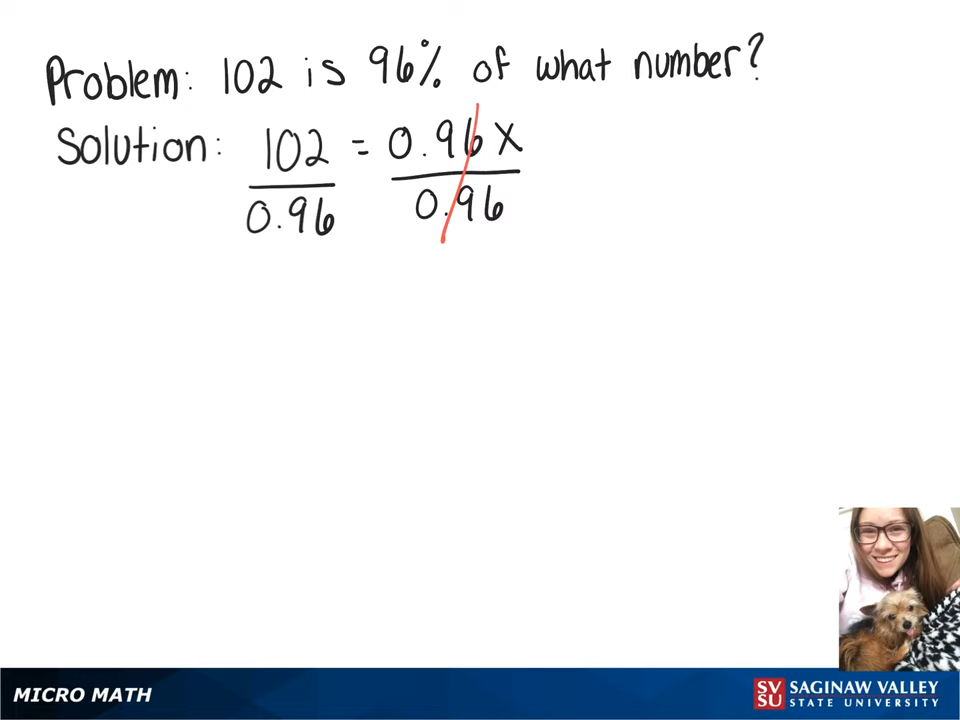 Problem: 102 is 96% of what number?
Solution: 102 = 0.96 X
0.96 0.96
MICRO MATH
SV SU SAGINAW VALLEY STATE UNIVERSITY